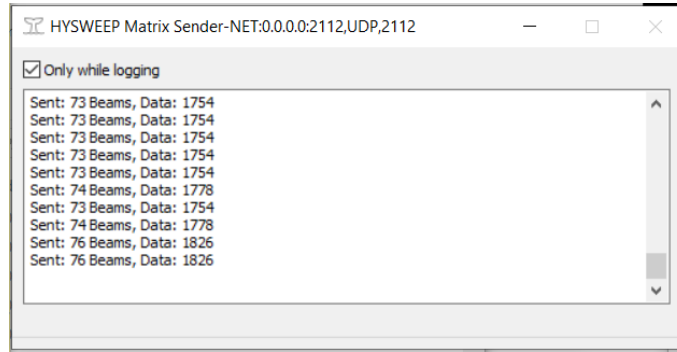 HYSWEEP Matrix Sender-NET:0.0.0.0:2112,UDP,2112
Only while logging
Sent: 73 Beams, Data: 1754
Sent: 73 Beams, Data: 1754
Sent: 73 Beams, Data: 1754
Sent: 73 Beams, Data: 1754
Sent: 73 Beams, Data: 1754
Sent: 74 Beams, Data: 1778
Sent: 73 Beams, Data: 1754
Sent: 74 Beams, Data: 1778
Sent: 76 Beams, Data: 1826
Sent: 76 Beams, Data: 1826